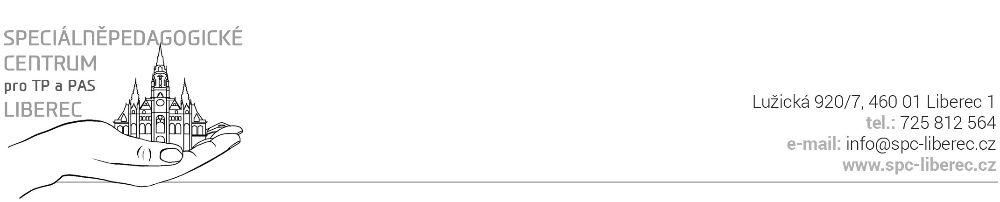 SPECIÁLNĚPEDAGOGICKÉ
CENTRUM
pro TP a PAS
LIBEREC
Lužická 920/7, 460 01 Liberec 1
tel.: 725 812 564
e-mail: info@spc-liberec.cz
www.spc-liberec.cz